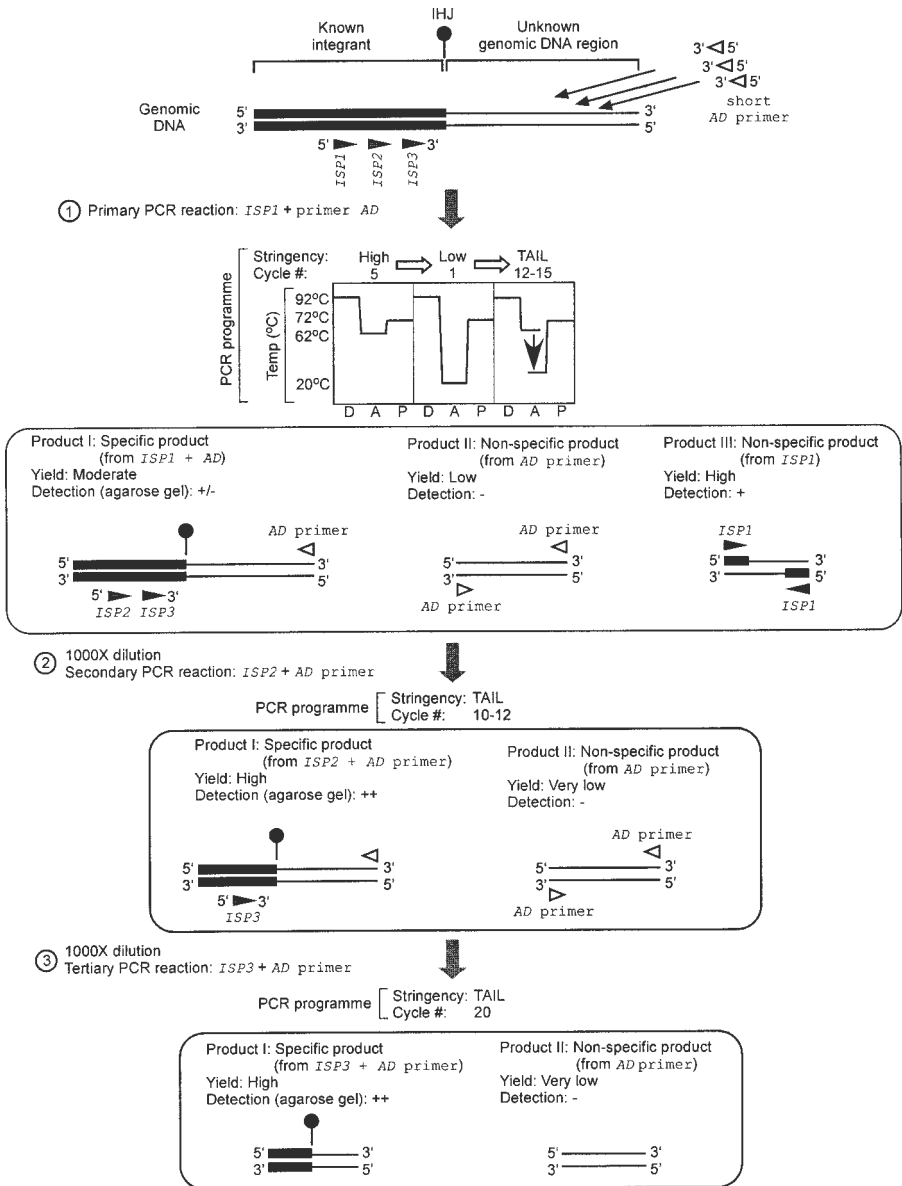 IHJ
Known
integrant
Unknown
genomic DNA region
3' 5'
3' 5'
3' 5'
short
AD primer
Genomic
DNA
5'
3'
3'
5'
5' 3'
ISP1
ISP2
ISP3
1 Primary PCR reaction: ISP1 + primer AD
PCR programme
Stringency: High Low TAIL
Cycle #: 5 1 12-15
Temp (ºC)
92ºC
72ºC
62ºC
20ºC
D A P D A P D A P
Product I: Specific product
(from ISP1 + AD)
Yield: Moderate
Detection (agarose gel): +/-
AD primer
5' 3'
3' 5'
5' 3'
ISP2 ISP3
Product II: Non-specific product
(from AD primer)
Yield: Low
Detection: -
AD primer
5' 3'
3' 5'
AD primer
Product III: Non-specific product
(from ISP1)
Yield: High
Detection: +
ISP1
5' 3'
3' 5'
ISP1
2 1000X dilution
Secondary PCR reaction: ISP2 + AD primer
PCR programme
Stringency: TAIL
Cycle #: 10-12
Product I: Specific product
(from ISP2 + AD primer)
Yield: High
Detection (agarose gel): ++
5' 3'
3' 5'
5' 3'
ISP3
Product II: Non-specific product
(from AD primer)
Yield: Very low
Detection: -
AD primer
5' 3'
3' 5'
AD primer
3 1000X dilution
Tertiary PCR reaction: ISP3 + AD primer
PCR programme
Stringency: TAIL
Cycle #: 20
Product I: Specific product
(from ISP3 + AD primer)
Yield: High
Detection (agarose gel): ++
5' 3'
3' 5'
Product II: Non-specific product
(from AD primer)
Yield: Very low
Detection: -
5' 3'
3' 5'